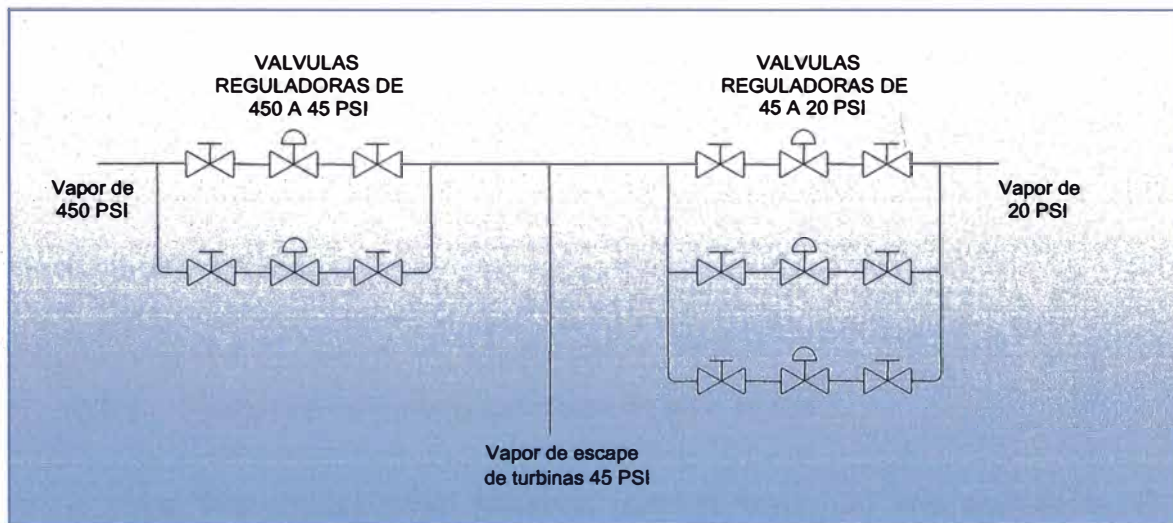 VALVULAS
REGULADORAS DE
450 A 45 PSI
VALVULAS
REGULADORAS DE
45 A 20 PSI
Vapor de
450 PSI
Vapor de
20 PSI
Vapor de escape
de turbinas 45 PSI